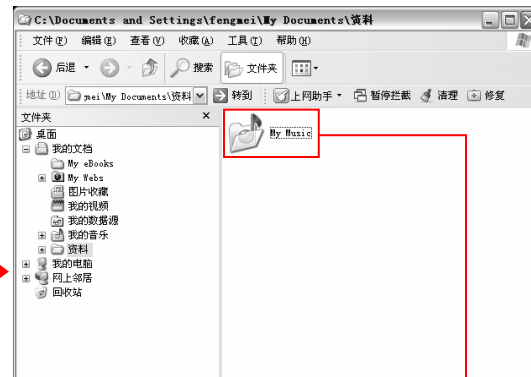 C:\Documents and Settings\fengmei\My Documents\资料
文件(F) 编辑(E) 查看(V) 收藏(A) 工具(T) 帮助(H)
后退 搜索 文件夹
地址(D) mei\My Documents\资料 转到 上网助手 暂停拦截 清理 修复
文件夹 ×
桌面
我的文档
My eBooks
My Webs
图片收藏
我的视频
我的数据源
我的音乐
资料
我的电脑
网上邻居
回收站
My Music